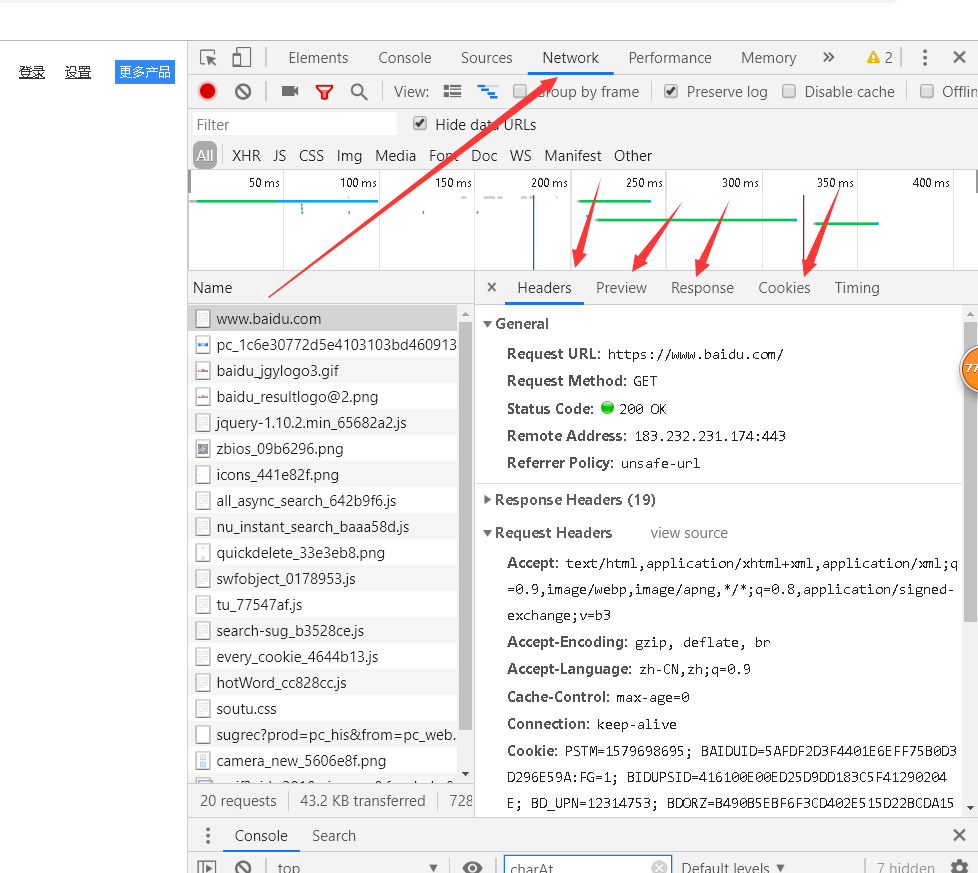 登录 设置 更多产品
Elements Console Sources Network Performance Memory » 2
View: Group by frame Preserve log Disable cache
Filter Hide data URLs
All XHR JS CSS Img Media Font Doc WS Manifest Other
50 ms 100 ms 150 ms 200 ms 250 ms 300 ms 350 ms 400 ms
Name
www.baidu.com
pc_1c6e30772d5e4103103bd460913
baidu_jgylogo3.gif
baidu_resultlogo@2.png
jquery-1.10.2.min_65682a2.js
zbios_09b6296.png
icons_441e82f.png
all_async_search_642b9f6.js
nu_instant_search_baaa58d.js
quickdelete_33e3eb8.png
swfobject_0178953.js
tu_77547af.js
search-sug_b3528ce.js
every_cookie_4644b13.js
hotWord_cc828cc.js
soutu.css
sugrec?prod=pc_his&from=pc_web.
camera_new_5606e8f.png
20 requests 43.2 KB transferred 728
Headers Preview Response Cookies Timing
General
Request URL: https://www.baidu.com/
Request Method: GET
Status Code: 200 OK
Remote Address: 183.232.231.174:443
Referrer Policy: unsafe-url
77
Response Headers (19)
Request Headers view source
Accept: text/html,application/xhtml+xml,application/xml;q
=0.9,image/webp,image/apng,*/*;q=0.8,application/signed-
exchange;v=b3
Accept-Encoding: gzip, deflate, br
Accept-Language: zh-CN,zh;q=0.9
Cache-Control: max-age=0
Connection: keep-alive
Cookie: PSTM=1579698695; BAIDUID=5AFDF2D3F4401E6EFF75B0D3
D296E59A:FG=1; BIDUPSID=416100E00ED25D9DD183C5F41290204
E; BD_UPN=12314753; BDORZ=B490B5EBF6F3CD402E515D22BCDA15
Console Search
top charAt Default levels 7 hidden